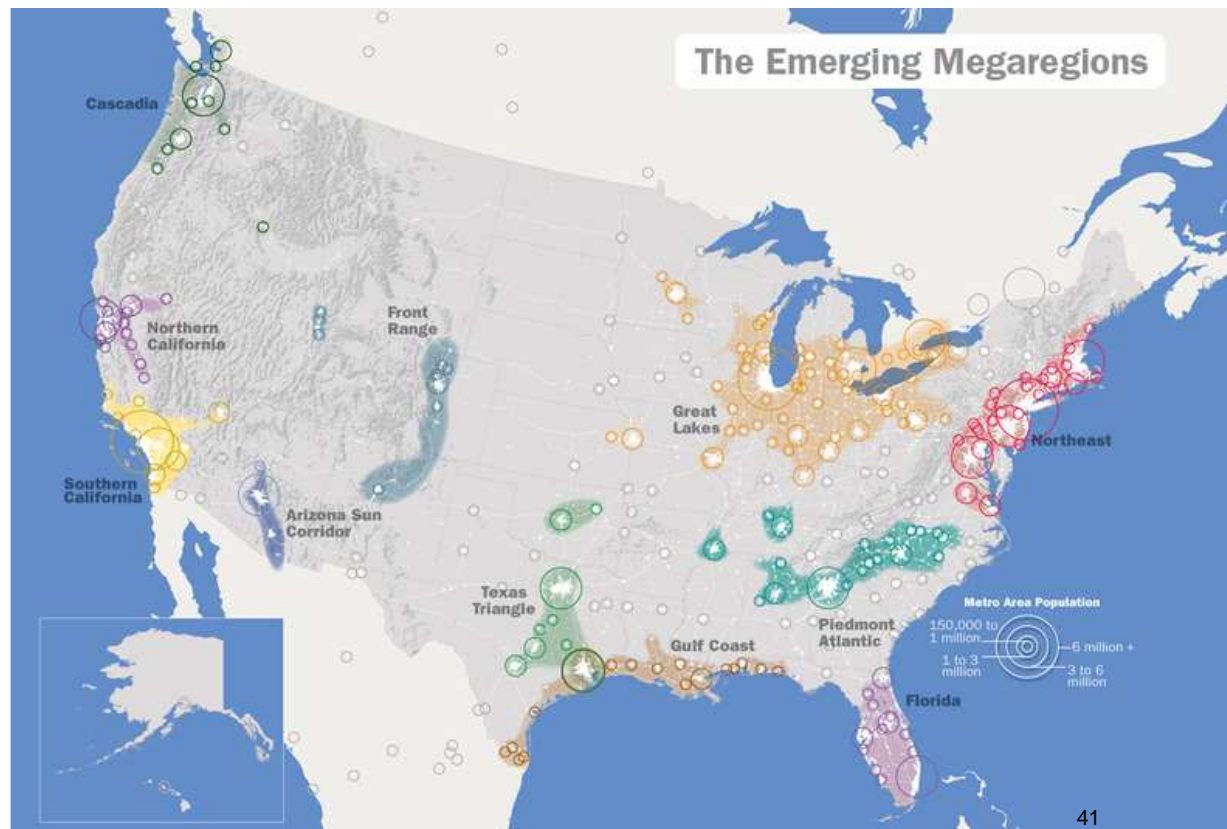 The Emerging Megaregions
Cascadia
Northern
California
Front
Range
Southern
California
Arizona Sun
Corridor
Great
Lakes
Northeast
Texas
Triangle
Gulf Coast
Piedmont
Atlantic
Florida
Metro Area Population
150,000 to
1 million
1 to 3
million
6 million +
3 to 6
million
41